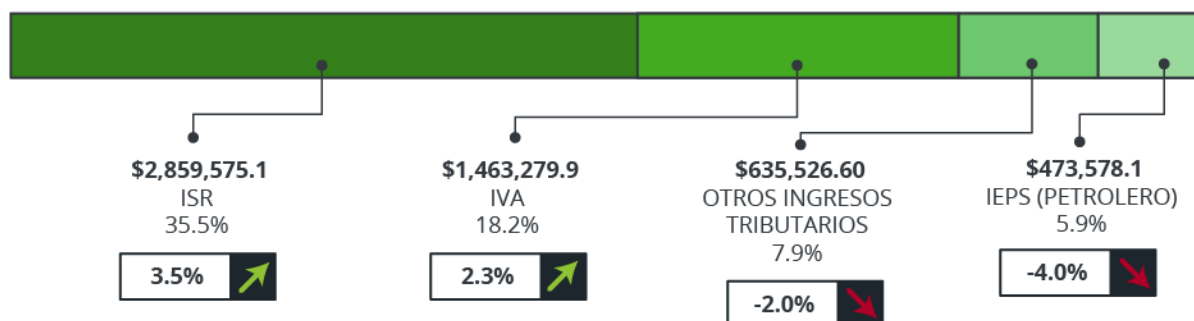 $2,859,575.1
ISR
35.5%
3.5%
$1,463,279.9
IVA
18.2%
2.3%
$635,526.60
OTROS INGRESOS
TRIBUTARIOS
7.9%
-2.0%
$473,578.1
IEPS (PETROLERO)
5.9%
-4.0%